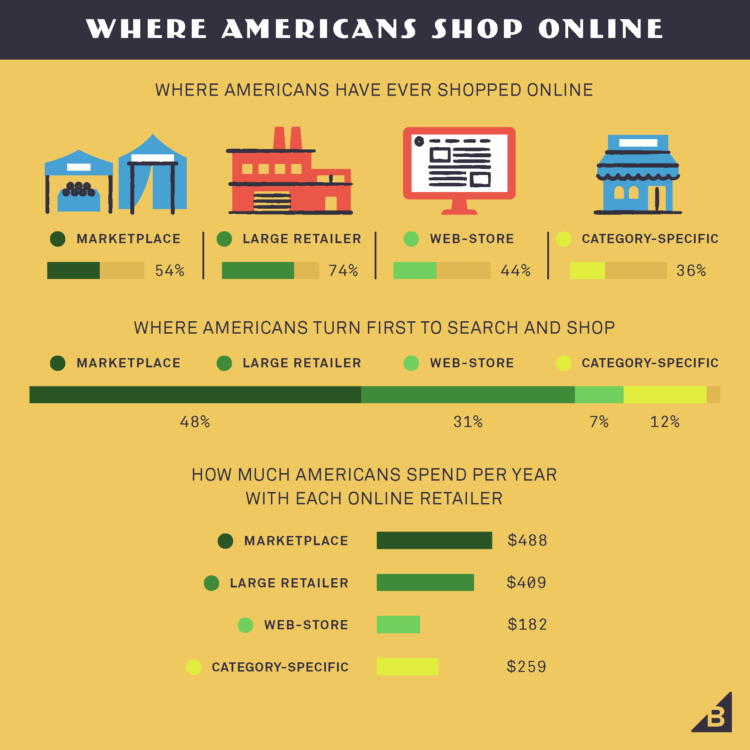 WHERE AMERICANS SHOP ONLINE
WHERE AMERICANS HAVE EVER SHOPPED ONLINE
MARKETPLACE LARGE RETAILER WEB-STORE CATEGORY-SPECIFIC
54% 74% 44% 36%
WHERE AMERICANS TURN FIRST TO SEARCH AND SHOP
MARKETPLACE LARGE RETAILER WEB-STORE CATEGORY-SPECIFIC
48% 31% 7% 12%
HOW MUCH AMERICANS SPEND PER YEAR
WITH EACH ONLINE RETAILER
MARKETPLACE $488
LARGE RETAILER $409
WEB-STORE $182
CATEGORY-SPECIFIC $259
B